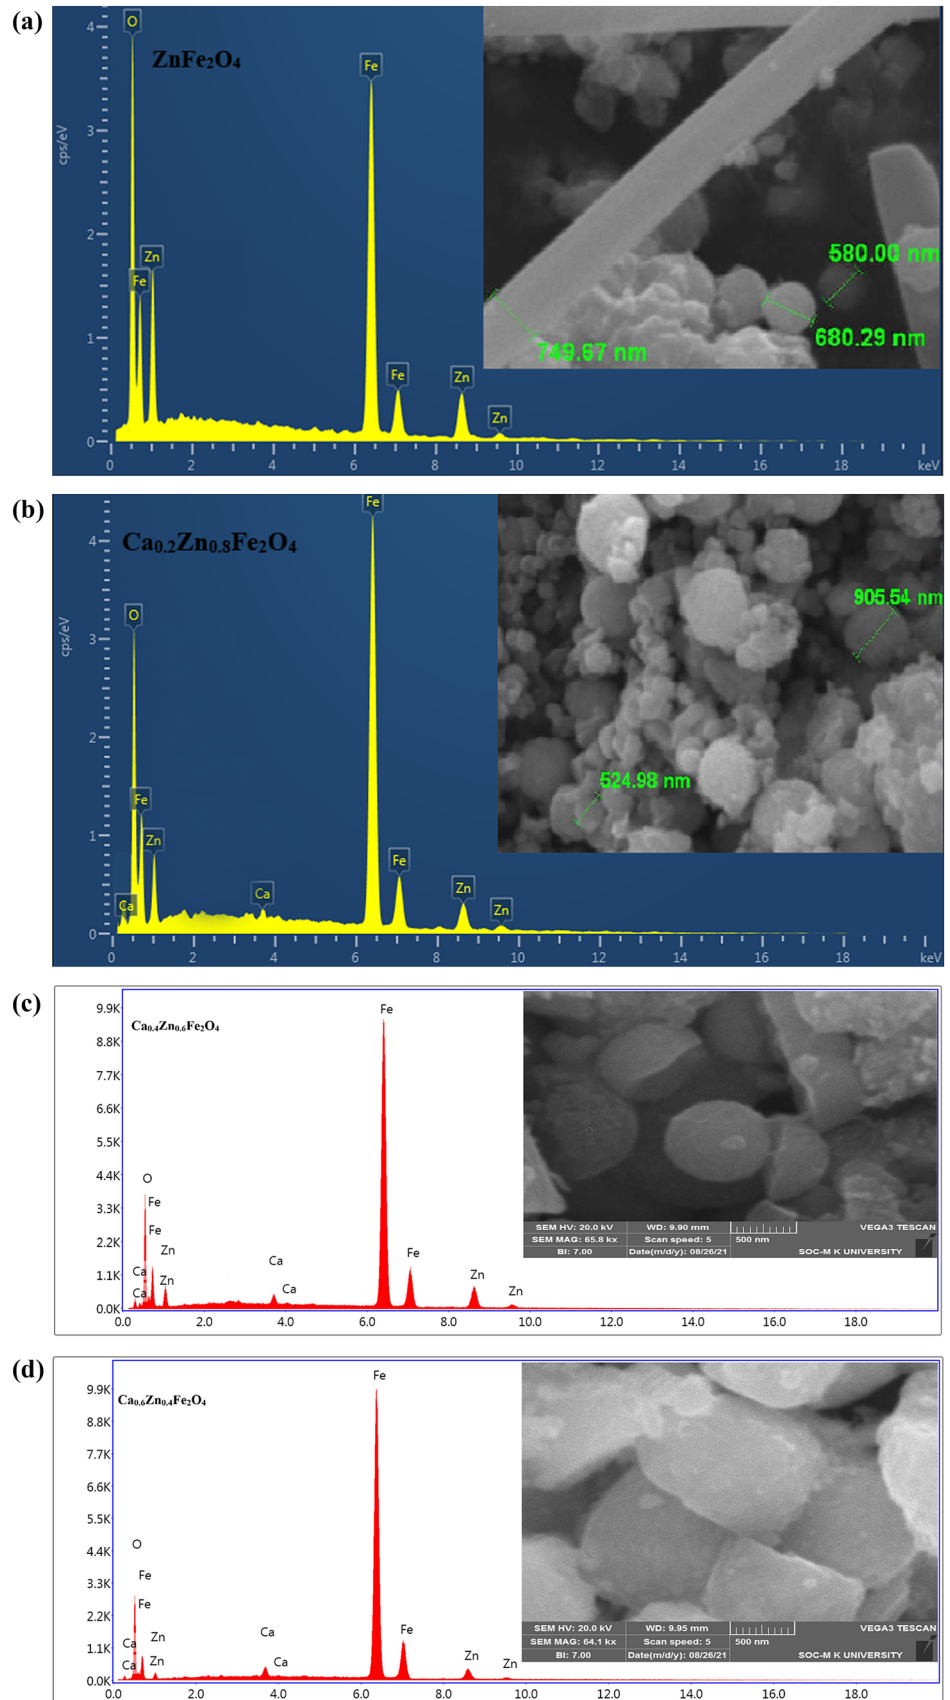 (a)
ZnFe₂O₄
cps/eV
4
3
2
1
0
O
Fe
Zn
Fe
Fe
Zn
Zn
0 2 4 6 8 10 12 14 16 18 keV
580.00 nm
680.29 nm
749.67 nm
(b)
Ca₀.₂Zn₀.₈Fe₂O₄
cps/eV
4
3
2
1
0
Fe
O
Fe
Zn
Ca
Ca
Fe
Zn
Zn
0 2 4 6 8 10 12 14 16 18 keV
905.54 nm
524.98 nm
(c)
Ca₀.₄Zn₀.₆Fe₂O₄
9.9K
8.8K
7.7K
6.6K
5.5K
4.4K
3.3K
2.2K
1.1K
0.0K
Fe
O
Fe
Fe
Zn
Ca
Zn
Ca
Ca
Ca
Fe
Zn
Zn
0.0 2.0 4.0 6.0 8.0 10.0 12.0 14.0 16.0 18.0
SEM HV: 20.0 kV WD: 9.90 mm VEGA3 TESCAN
SEM MAG: 65.8 kx Scan speed: 5 500 nm
BI: 7.00 Date(m/d/y): 08/26/21 SOC-M K UNIVERSITY
(d)
Ca₀.₆Zn₀.₄Fe₂O₄
9.9K
8.8K
7.7K
6.6K
5.5K
4.4K
3.3K
2.2K
1.1K
0.0K
Fe
O
Fe
Fe
Zn
Ca
Zn
Ca
Ca
Ca
Fe
Zn
Zn
0.0 2.0 4.0 6.0 8.0 10.0 12.0 14.0 16.0 18.0
SEM HV: 20.0 kV WD: 9.95 mm VEGA3 TESCAN
SEM MAG: 64.1 kx Scan speed: 5 500 nm
BI: 7.00 Date(m/d/y): 08/26/21 SOC-M K UNIVERSITY